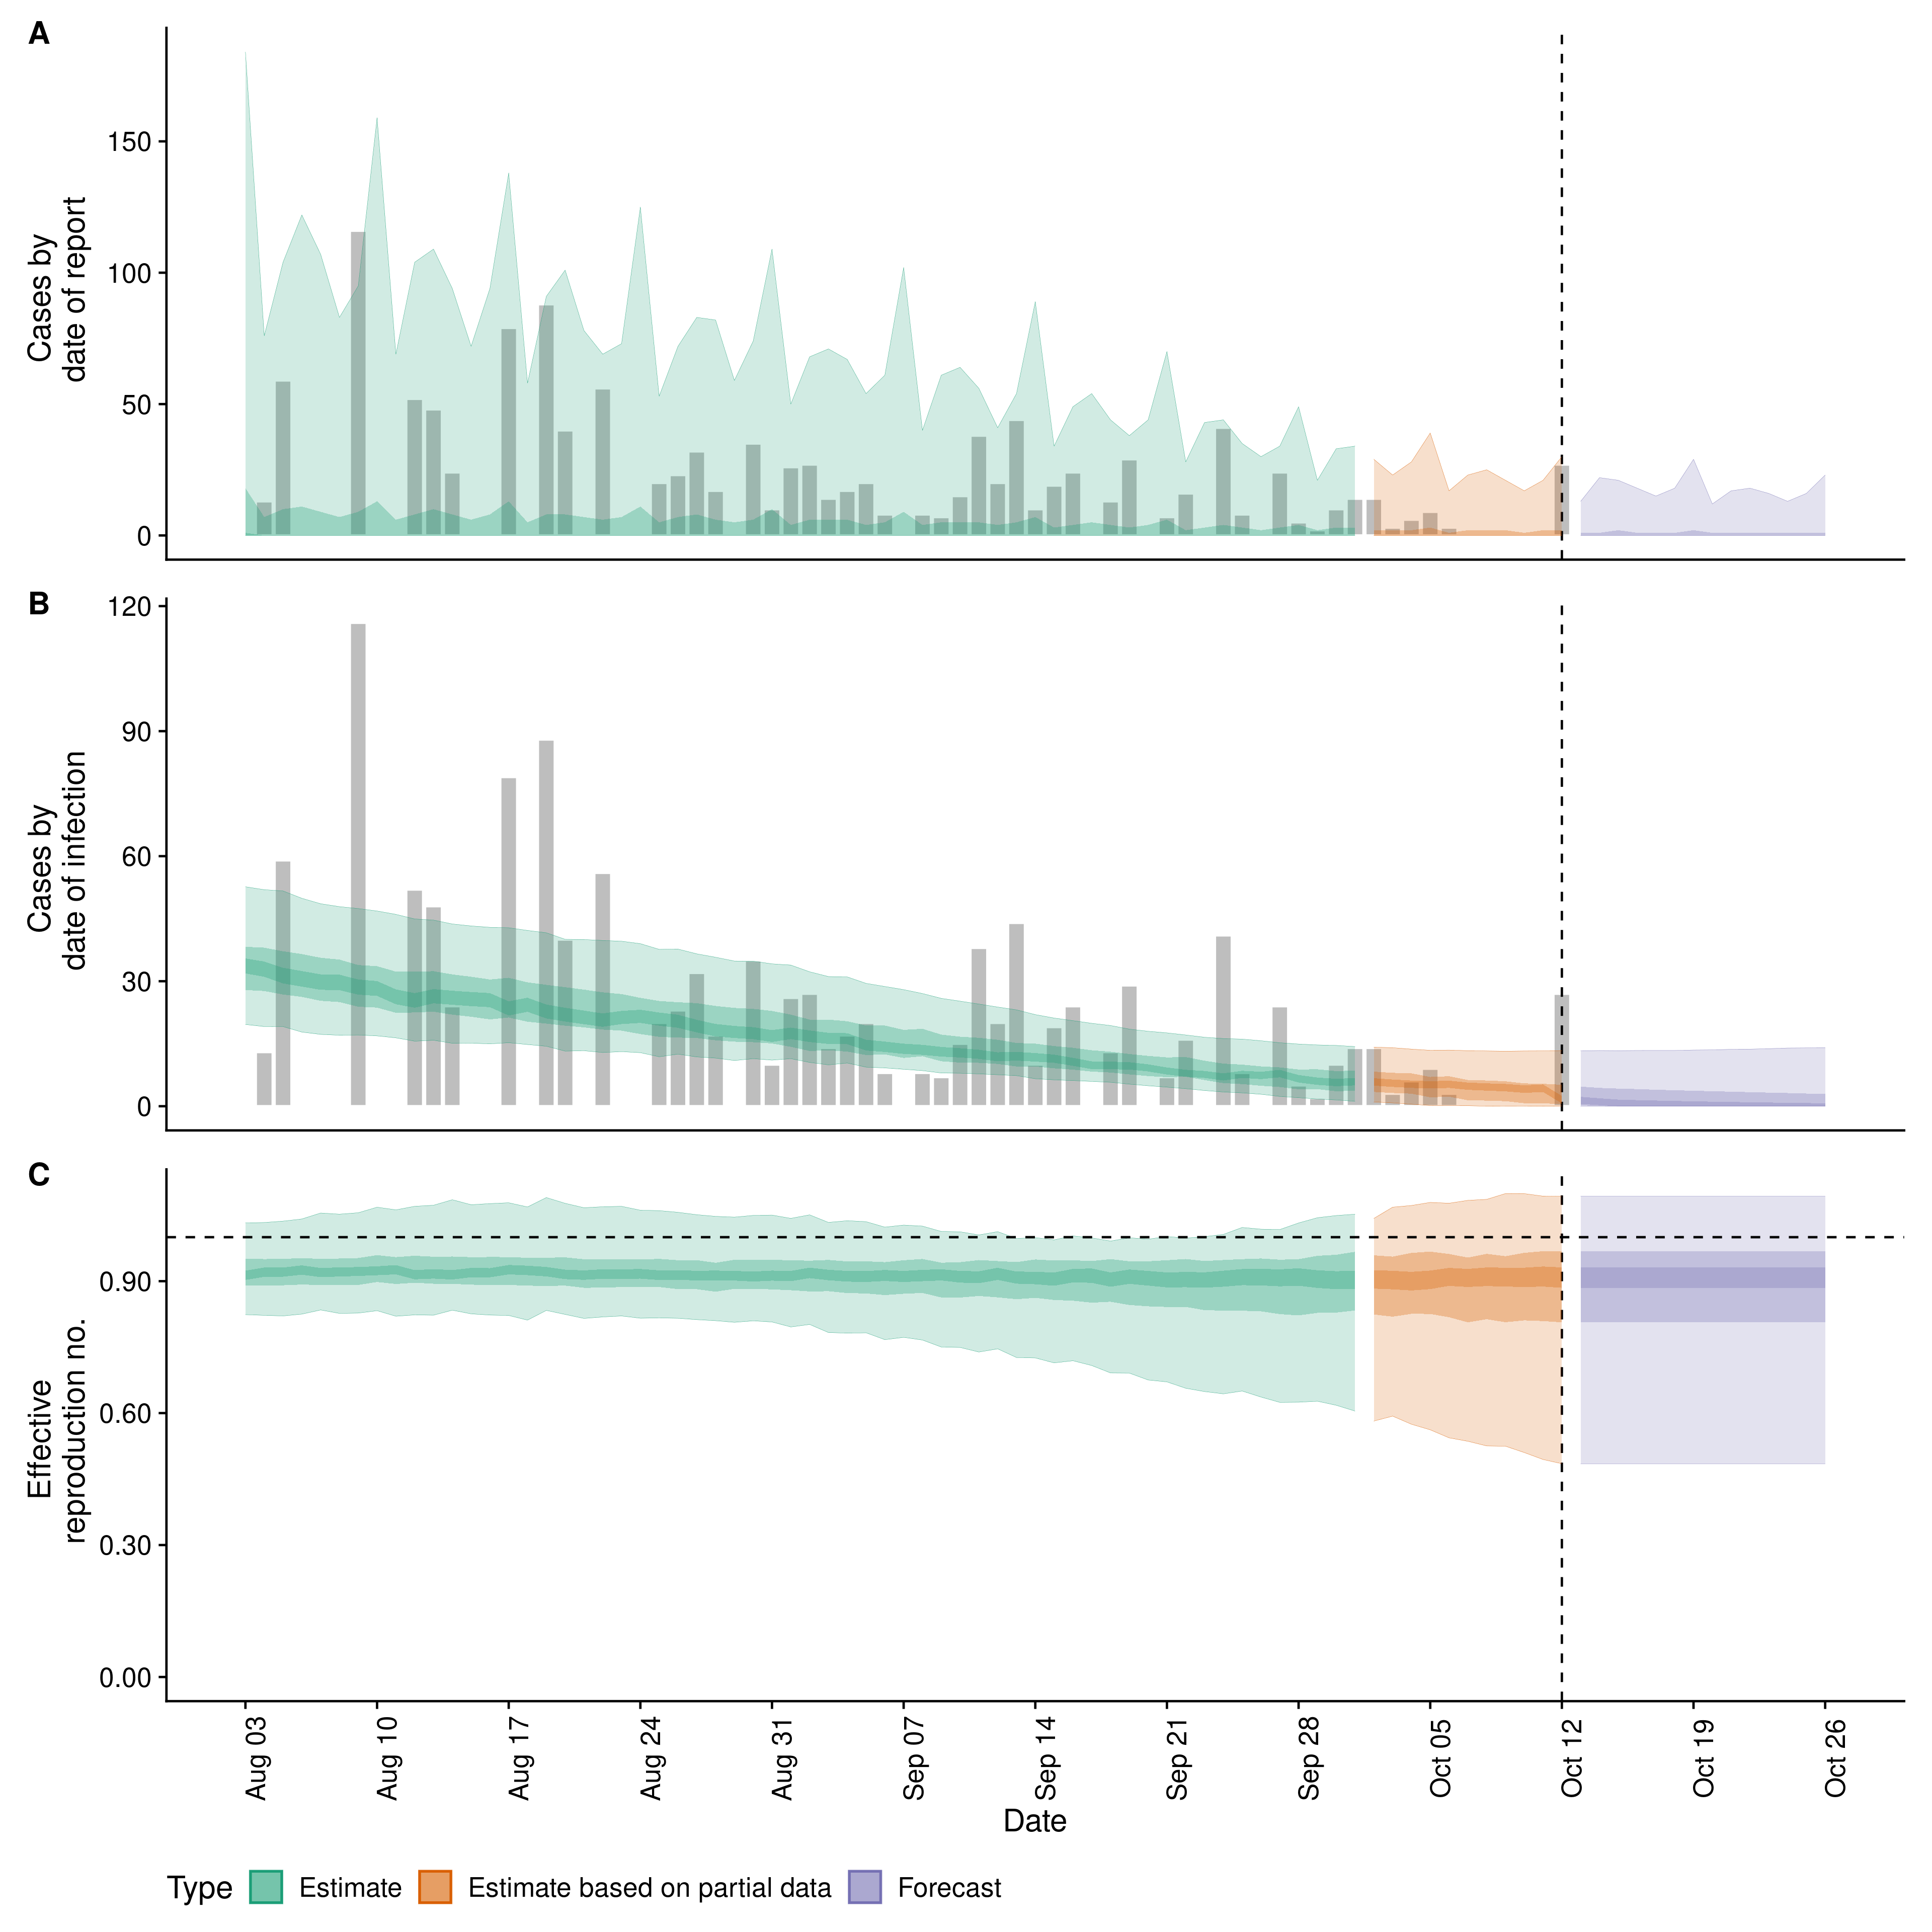 A
Cases by
date of report
150
100
50
0
B
Cases by
date of infection
120
90
60
30
0
C
Effective
reproduction no.
0.90
0.60
0.30
0.00
Aug 03
Aug 10
Aug 17
Aug 24
Aug 31
Sep 07
Sep 14
Sep 21
Sep 28
Oct 05
Oct 12
Oct 19
Oct 26
Date
Type Estimate Estimate based on partial data Forecast